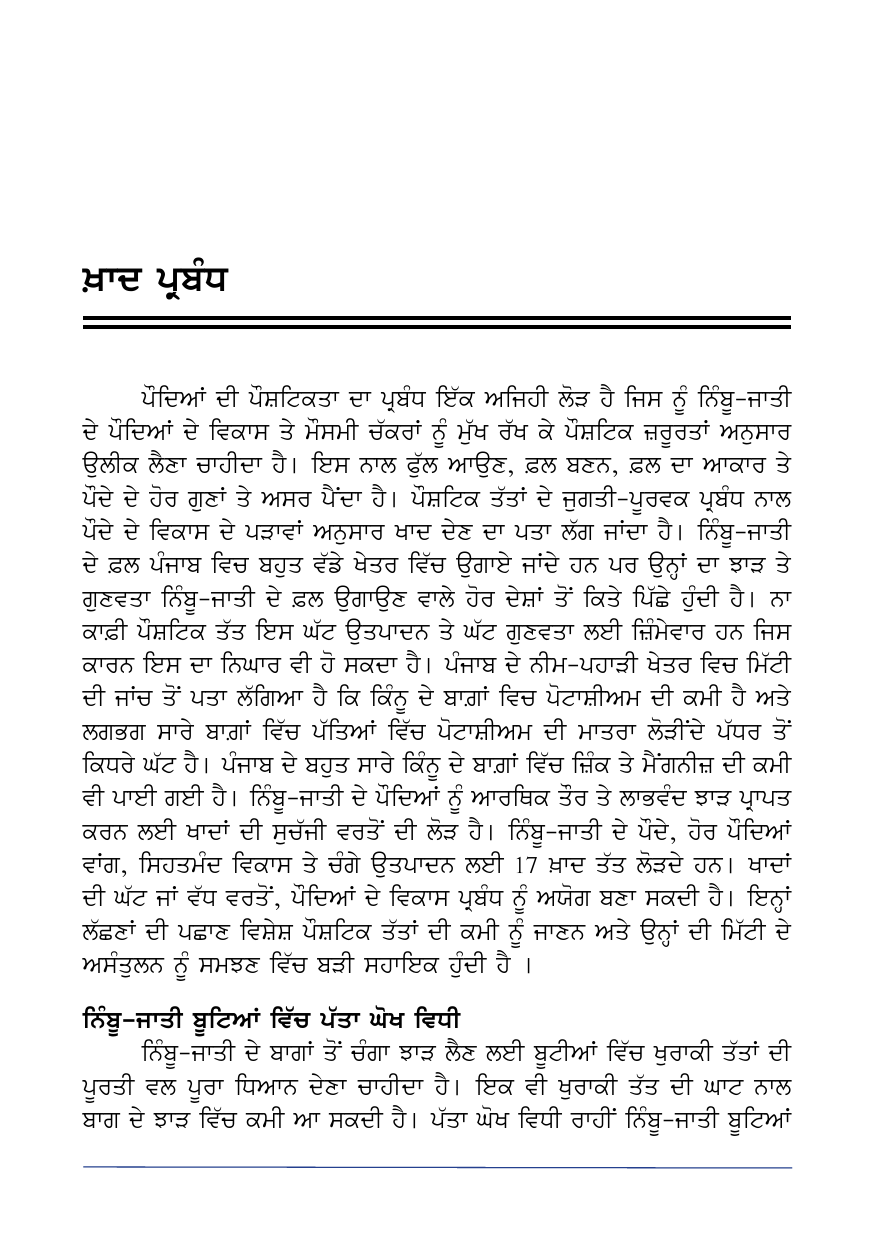 ਖ਼ਾਦ ਪ੍ਰਬੰਧ
ਪੌਦਿਆਂ ਦੀ ਪੌਸ਼ਟਿਕਤਾ ਦਾ ਪ੍ਰਬੰਧ ਇੱਕ ਅਜਿਹੀ ਲੋੜ ਹੈ ਜਿਸ ਨੂੰ ਨਿੰਬੂ-ਜਾਤੀ
ਦੇ ਪੌਦਿਆਂ ਦੇ ਵਿਕਾਸ ਤੇ ਮੌਸਮੀ ਚੱਕਰਾਂ ਨੂੰ ਮੁੱਖ ਰੱਖ ਕੇ ਪੌਸ਼ਟਿਕ ਜ਼ਰੂਰਤਾਂ ਅਨੁਸਾਰ
ਉਲੀਕ ਲੈਣਾ ਚਾਹੀਦਾ ਹੈ। ਇਸ ਨਾਲ ਫੁੱਲ ਆਉਣ, ਫ਼ਲ ਬਣਨ, ਫ਼ਲ ਦਾ ਆਕਾਰ ਤੇ
ਪੌਦੇ ਦੇ ਹੋਰ ਗੁਣਾਂ ਤੇ ਅਸਰ ਪੈਂਦਾ ਹੈ। ਪੌਸ਼ਟਿਕ ਤੱਤਾਂ ਦੇ ਜੁਗਤੀ-ਪੂਰਵਕ ਪ੍ਰਬੰਧ ਨਾਲ
ਪੌਦੇ ਦੇ ਵਿਕਾਸ ਦੇ ਪੜਾਵਾਂ ਅਨੁਸਾਰ ਖਾਦ ਦੇਣ ਦਾ ਪਤਾ ਲੱਗ ਜਾਂਦਾ ਹੈ। ਨਿੰਬੂ-ਜਾਤੀ
ਦੇ ਫ਼ਲ ਪੰਜਾਬ ਵਿਚ ਬਹੁਤ ਵੱਡੇ ਖੇਤਰ ਵਿੱਚ ਉਗਾਏ ਜਾਂਦੇ ਹਨ ਪਰ ਉਨ੍ਹਾਂ ਦਾ ਝਾੜ ਤੇ
ਗੁਣਵਤਾ ਨਿੰਬੂ-ਜਾਤੀ ਦੇ ਫ਼ਲ ਉਗਾਉਣ ਵਾਲੇ ਹੋਰ ਦੇਸ਼ਾਂ ਤੋਂ ਕਿਤੇ ਪਿੱਛੇ ਹੁੰਦੀ ਹੈ। ਨਾ
ਕਾਫ਼ੀ ਪੌਸ਼ਟਿਕ ਤੱਤ ਇਸ ਘੱਟ ਉਤਪਾਦਨ ਤੇ ਘੱਟ ਗੁਣਵਤਾ ਲਈ ਜ਼ਿੰਮੇਵਾਰ ਹਨ ਜਿਸ
ਕਾਰਨ ਇਸ ਦਾ ਨਿਘਾਰ ਵੀ ਹੋ ਸਕਦਾ ਹੈ। ਪੰਜਾਬ ਦੇ ਨੀਮ-ਪਹਾੜੀ ਖੇਤਰ ਵਿਚ ਮਿੱਟੀ
ਦੀ ਜਾਂਚ ਤੋਂ ਪਤਾ ਲੱਗਿਆ ਹੈ ਕਿ ਕਿੰਨੂ ਦੇ ਬਾਗ਼ਾਂ ਵਿਚ ਪੋਟਾਸ਼ੀਅਮ ਦੀ ਕਮੀ ਹੈ ਅਤੇ
ਲਗਭਗ ਸਾਰੇ ਬਾਗ਼ਾਂ ਵਿੱਚ ਪੱਤਿਆਂ ਵਿੱਚ ਪੋਟਾਸ਼ੀਅਮ ਦੀ ਮਾਤਰਾ ਲੋੜੀਂਦੇ ਪੱਧਰ ਤੋਂ
ਕਿਧਰੇ ਘੱਟ ਹੈ। ਪੰਜਾਬ ਦੇ ਬਹੁਤ ਸਾਰੇ ਕਿੰਨੂ ਦੇ ਬਾਗ਼ਾਂ ਵਿੱਚ ਜ਼ਿੰਕ ਤੇ ਮੈਂਗਨੀਜ਼ ਦੀ ਕਮੀ
ਵੀ ਪਾਈ ਗਈ ਹੈ। ਨਿੰਬੂ-ਜਾਤੀ ਦੇ ਪੌਦਿਆਂ ਨੂੰ ਆਰਥਿਕ ਤੌਰ ਤੇ ਲਾਭਵੰਦ ਝਾੜ ਪ੍ਰਾਪਤ
ਕਰਨ ਲਈ ਖਾਦਾਂ ਦੀ ਸੁਚੱਜੀ ਵਰਤੋਂ ਦੀ ਲੋੜ ਹੈ। ਨਿੰਬੂ-ਜਾਤੀ ਦੇ ਪੌਦੇ, ਹੋਰ ਪੌਦਿਆਂ
ਵਾਂਗ, ਸਿਹਤਮੰਦ ਵਿਕਾਸ ਤੇ ਚੰਗੇ ਉਤਪਾਦਨ ਲਈ 17 ਖ਼ਾਦ ਤੱਤ ਲੋੜਦੇ ਹਨ। ਖਾਦਾਂ
ਦੀ ਘੱਟ ਜਾਂ ਵੱਧ ਵਰਤੋਂ, ਪੌਦਿਆਂ ਦੇ ਵਿਕਾਸ ਪ੍ਰਬੰਧ ਨੂੰ ਅਯੋਗ ਬਣਾ ਸਕਦੀ ਹੈ। ਇਨ੍ਹਾਂ
ਲੱਛਣਾਂ ਦੀ ਪਛਾਣ ਵਿਸ਼ੇਸ਼ ਪੌਸ਼ਟਿਕ ਤੱਤਾਂ ਦੀ ਕਮੀ ਨੂੰ ਜਾਣਨ ਅਤੇ ਉਨ੍ਹਾਂ ਦੀ ਮਿੱਟੀ ਦੇ
ਅਸੰਤੁਲਨ ਨੂੰ ਸਮਝਣ ਵਿੱਚ ਬੜੀ ਸਹਾਇਕ ਹੁੰਦੀ ਹੈ ।
ਨਿੰਬੂ-ਜਾਤੀ ਬੂਟਿਆਂ ਵਿੱਚ ਪੱਤਾ ਘੋਖ ਵਿਧੀ
ਨਿੰਬੂ-ਜਾਤੀ ਦੇ ਬਾਗਾਂ ਤੋਂ ਚੰਗਾ ਝਾੜ ਲੈਣ ਲਈ ਬੂਟੀਆਂ ਵਿੱਚ ਖੁਰਾਕੀ ਤੱਤਾਂ ਦੀ
ਪੂਰਤੀ ਵਲ ਪੂਰਾ ਧਿਆਨ ਦੇਣਾ ਚਾਹੀਦਾ ਹੈ। ਇਕ ਵੀ ਖੁਰਾਕੀ ਤੱਤ ਦੀ ਘਾਟ ਨਾਲ
ਬਾਗ ਦੇ ਝਾੜ ਵਿੱਚ ਕਮੀ ਆ ਸਕਦੀ ਹੈ। ਪੱਤਾ ਘੋਖ ਵਿਧੀ ਰਾਹੀਂ ਨਿੰਬੂ-ਜਾਤੀ ਬੂਟਿਆਂ